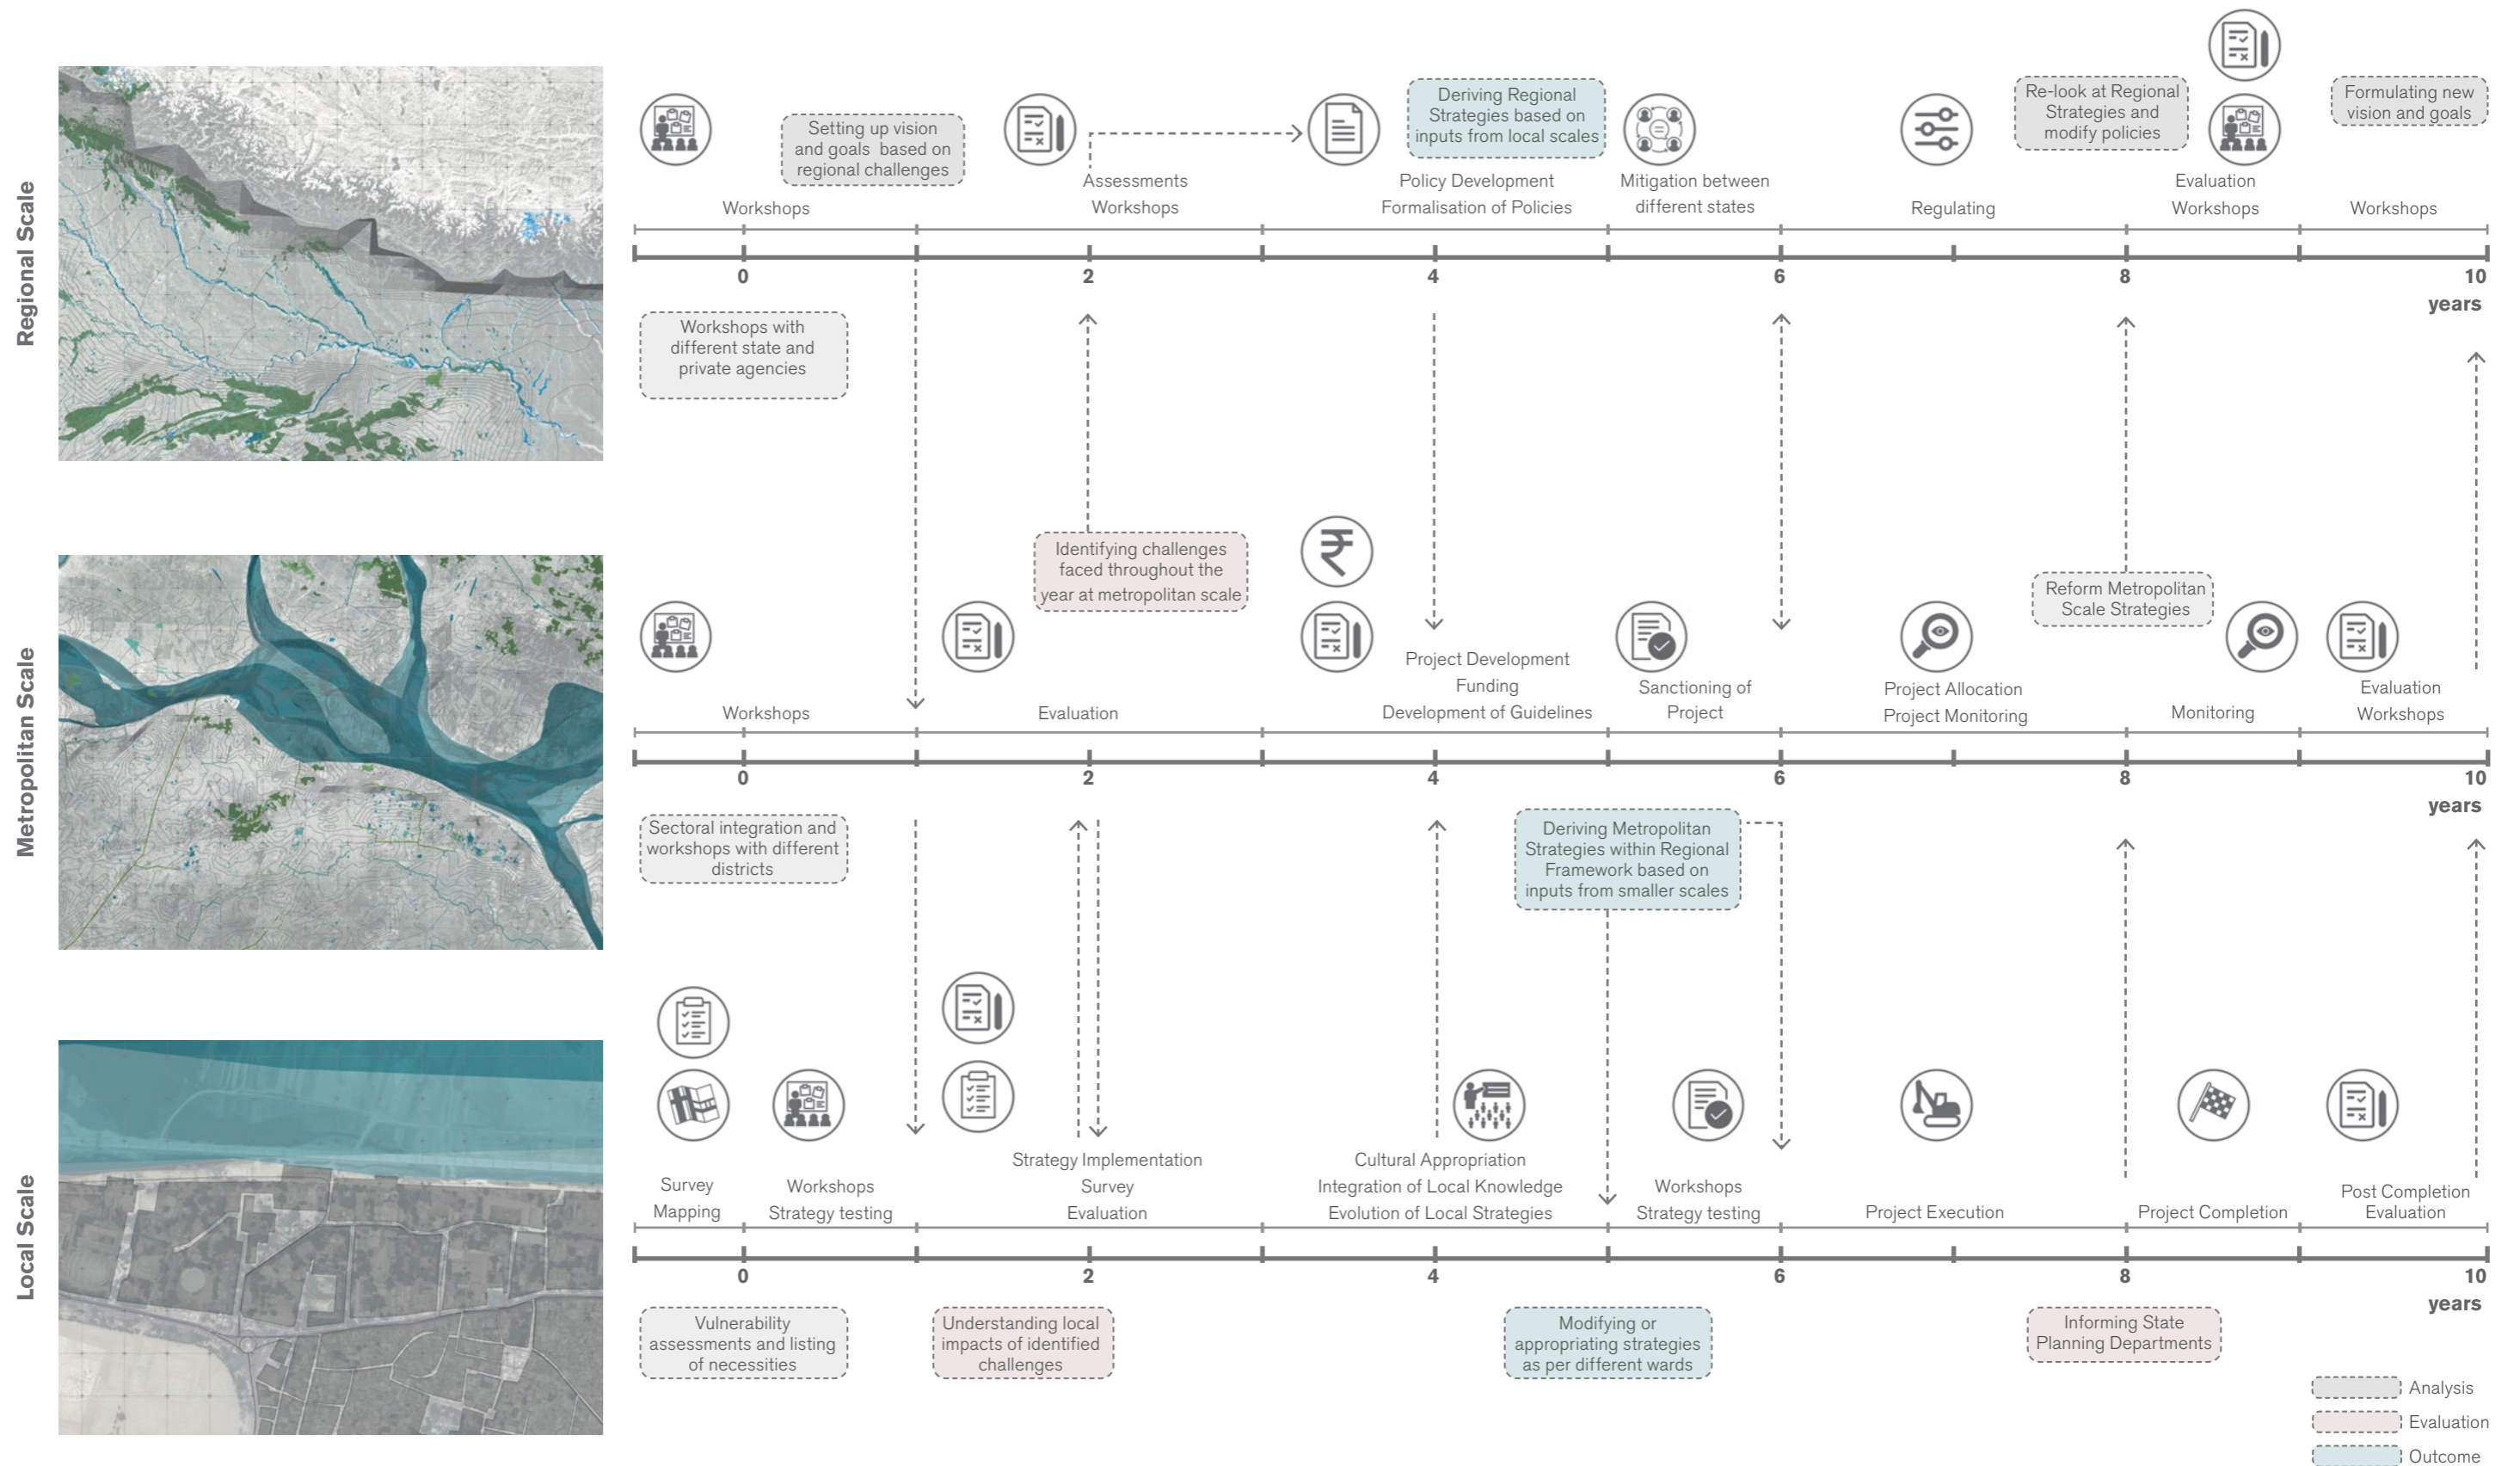 Regional Scale
Setting up vision
and goals based on
regional challenges
Deriving Regional
Strategies based on
inputs from local scales
Re-look at Regional
Strategies and
modify policies
Formulating new
vision and goals
Workshops
Assessments
Workshops
Policy Development
Formalisation of Policies
Mitigation between
different states
Regulating
Evaluation
Workshops
Workshops
0
2
4
6
8
10
years
Workshops with
different state and
private agencies
Metropolitan Scale
Identifying challenges
faced throughout the
year at metropolitan scale
₹
Reform Metropolitan
Scale Strategies
Workshops
Evaluation
Project Development
Funding
Development of Guidelines
Sanctioning of
Project
Project Allocation
Project Monitoring
Monitoring
Evaluation
Workshops
0
2
4
6
8
10
years
Sectoral integration and
workshops with different
districts
Deriving Metropolitan
Strategies within Regional
Framework based on
inputs from smaller scales
Local Scale
Survey
Mapping
Workshops
Strategy testing
Strategy Implementation
Survey
Evaluation
Cultural Appropriation
Integration of Local Knowledge
Evolution of Local Strategies
Workshops
Strategy testing
Project Execution
Project Completion
Post Completion
Evaluation
0
2
4
6
8
10
years
Vulnerability
assessments and listing
of necessities
Understanding local
impacts of identified
challenges
Modifying or
appropriating strategies
as per different wards
Informing State
Planning Departments
Analysis
Evaluation
Outcome